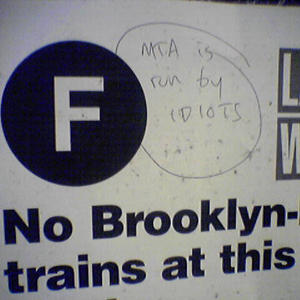 F
MTA is
run by
IDIOTS
L
No Brooklyn-
trains at this